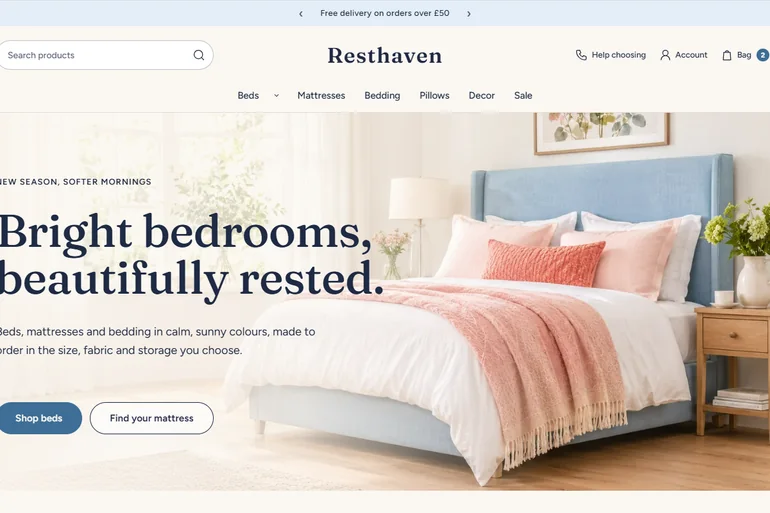 Free delivery on orders over £50
Search products
Resthaven
Help choosing
Account
Bag
2
Beds
Mattresses
Bedding
Pillows
Decor
Sale
NEW SEASON, SOFTER MORNINGS
Bright bedrooms,
beautifully rested.
Beds, mattresses and bedding in calm, sunny colours, made to
order in the size, fabric and storage you choose.
Shop beds
Find your mattress